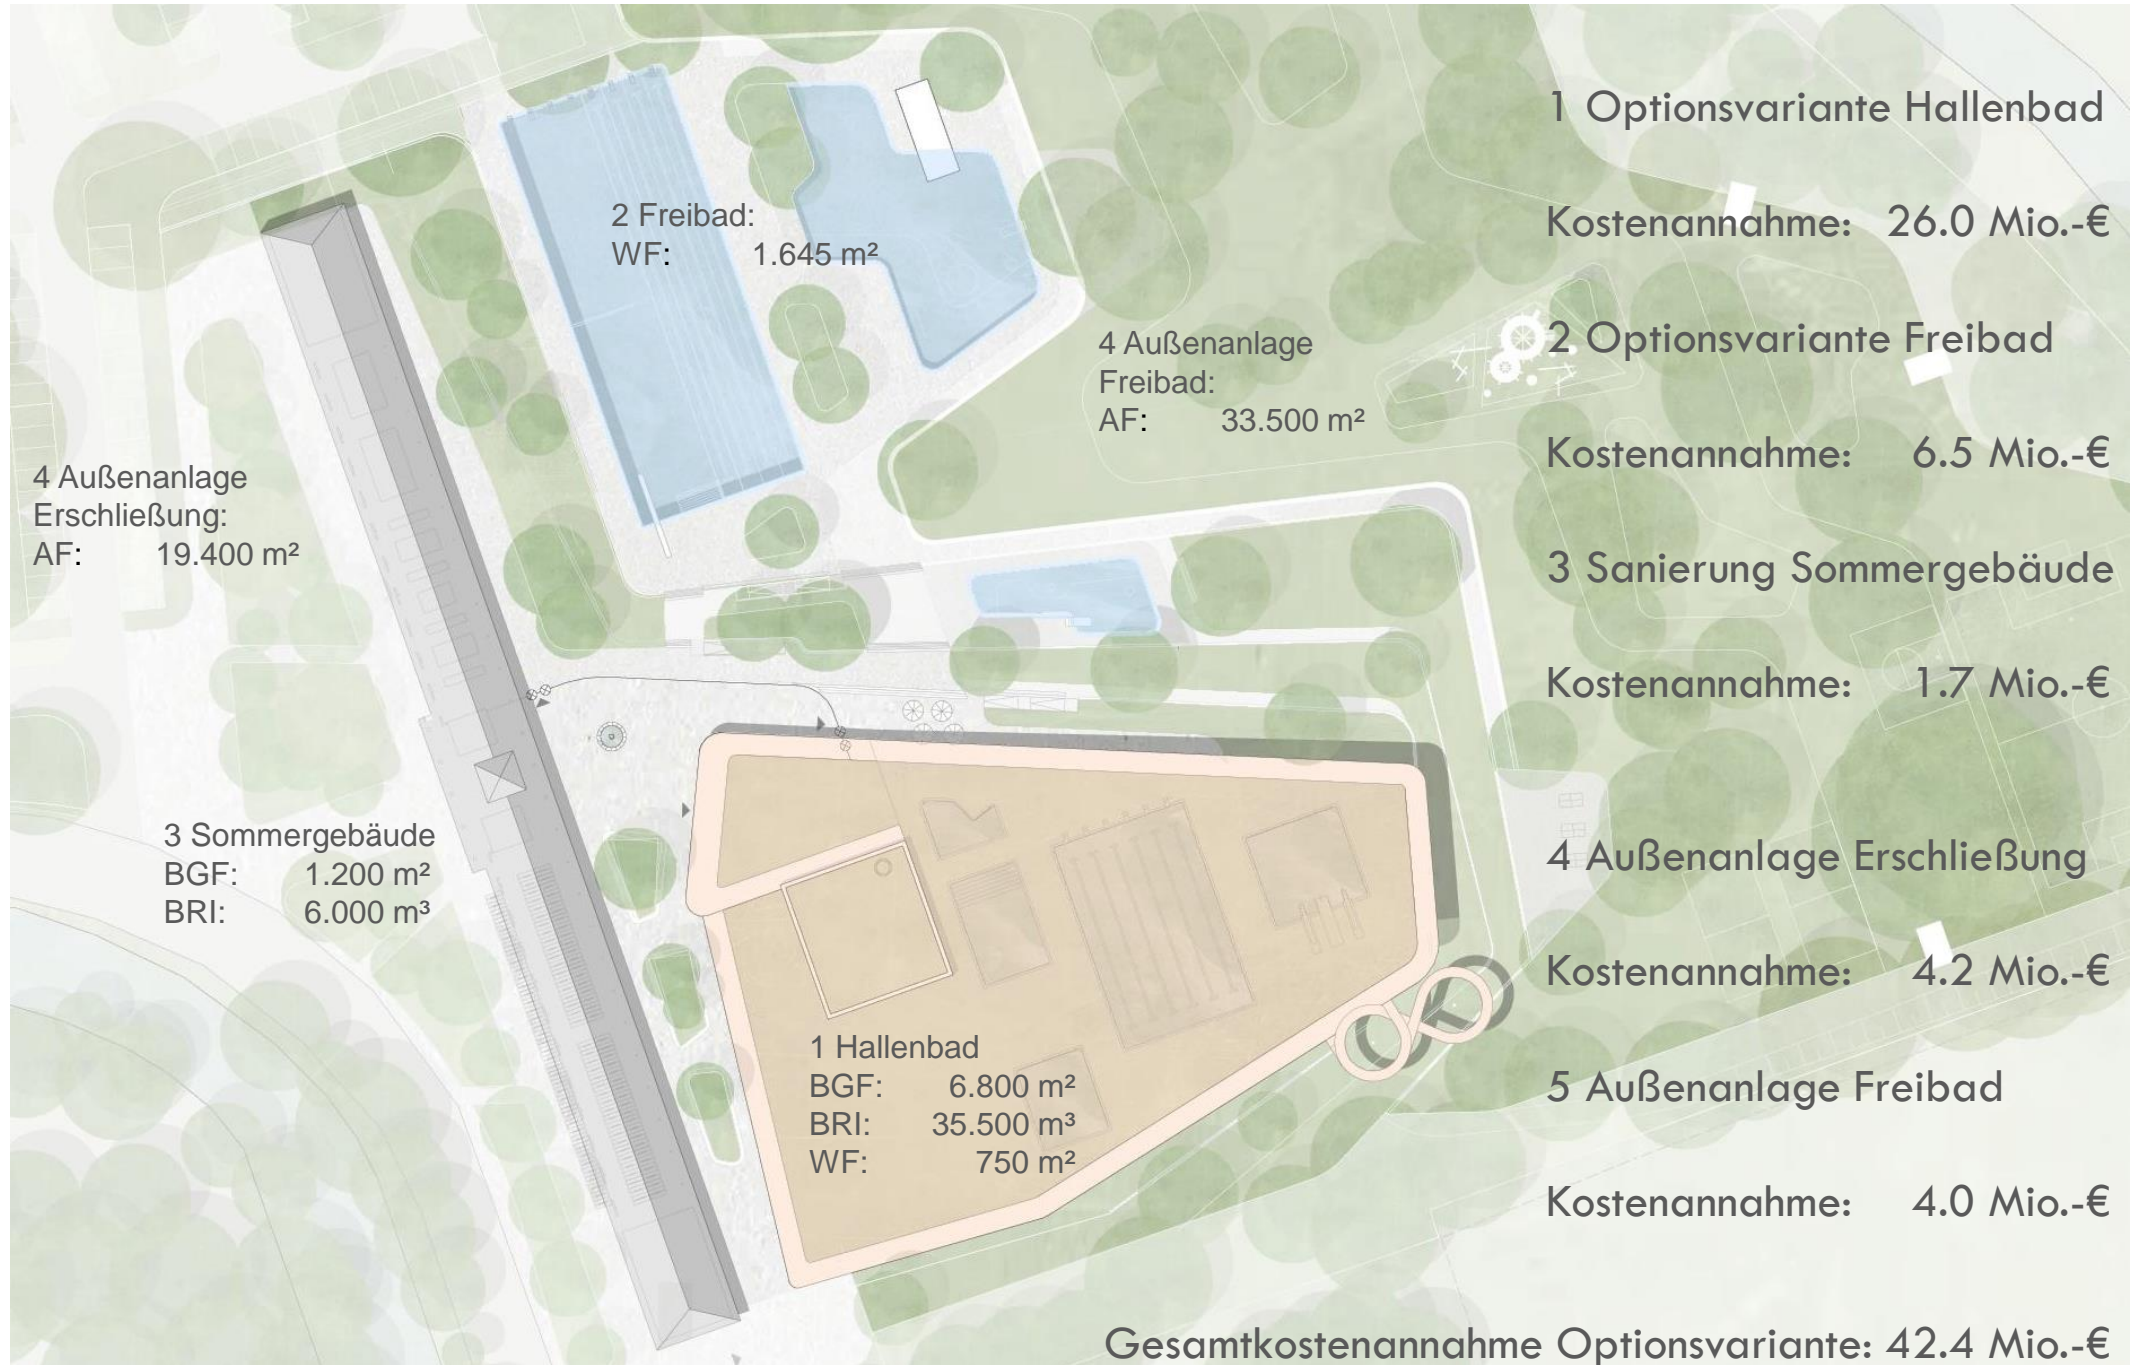 2 Freibad:
WF: 1.645 m²
4 Außenanlage
Freibad:
AF: 33.500 m²
4 Außenanlage
Erschließung:
AF: 19.400 m²
3 Sommergebäude
BGF: 1.200 m²
BRI: 6.000 m³
1 Hallenbad
BGF: 6.800 m²
BRI: 35.500 m³
WF: 750 m²
1 Optionsvariante Hallenbad
Kostenannahme: 26.0 Mio.-€
2 Optionsvariante Freibad
Kostenannahme: 6.5 Mio.-€
3 Sanierung Sommergebäude
Kostenannahme: 1.7 Mio.-€
4 Außenanlage Erschließung
Kostenannahme: 4.2 Mio.-€
5 Außenanlage Freibad
Kostenannahme: 4.0 Mio.-€
Gesamtkostenannahme Optionsvariante: 42.4 Mio.-€